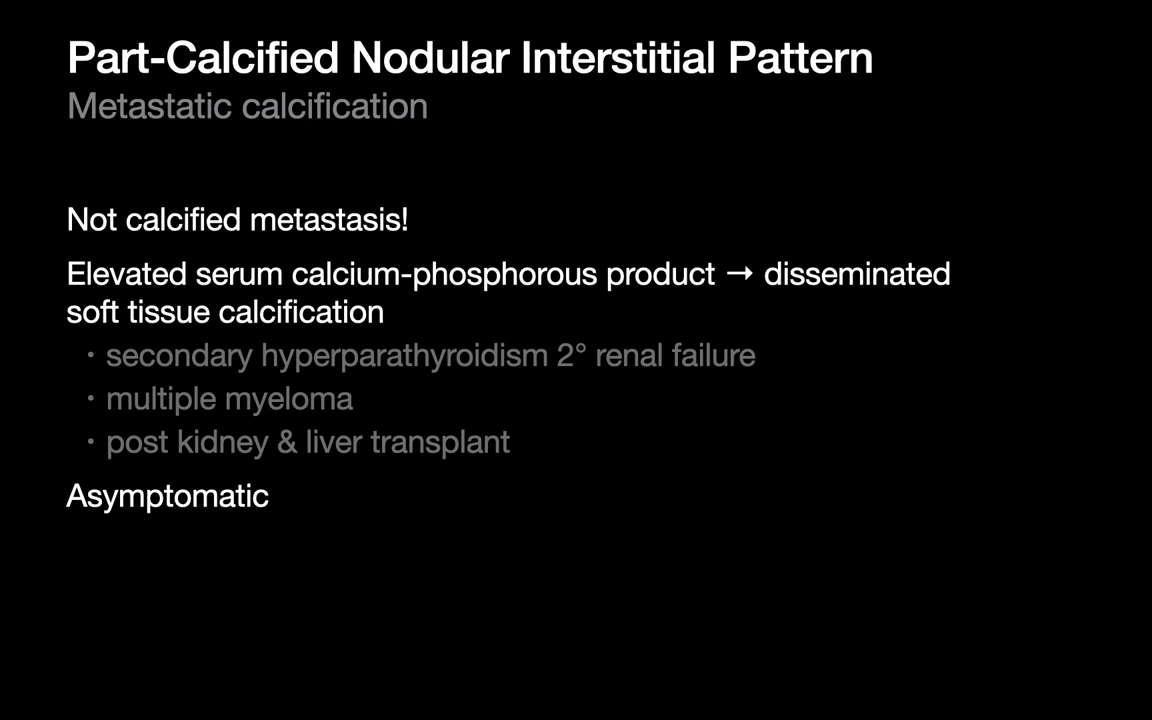 Part-Calcified Nodular Interstitial Pattern
Metastatic calcification
Not calcified metastasis!
Elevated serum calcium-phosphorous product → disseminated
soft tissue calcification
• secondary hyperparathyroidism 2° renal failure
• multiple myeloma
• post kidney & liver transplant
Asymptomatic